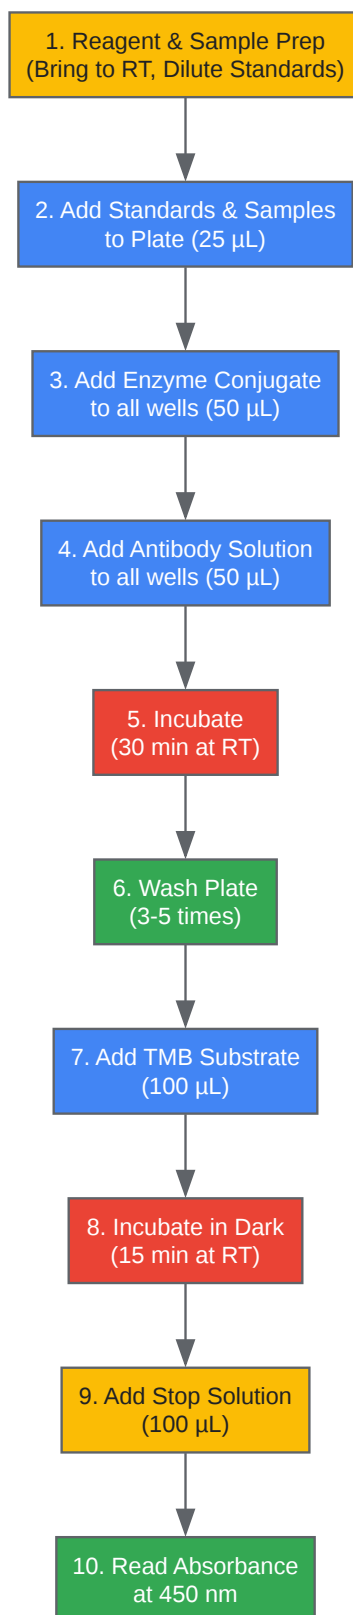 1. Reagent & Sample Prep
(Bring to RT, Dilute Standards)
2. Add Standards & Samples
to Plate (25 µL)
3. Add Enzyme Conjugate
to all wells (50 µL)
4. Add Antibody Solution
to all wells (50 µL)
5. Incubate
(30 min at RT)
6. Wash Plate
(3-5 times)
7. Add TMB Substrate
(100 µL)
8. Incubate in Dark
(15 min at RT)
9. Add Stop Solution
(100 µL)
10. Read Absorbance
at 450 nm